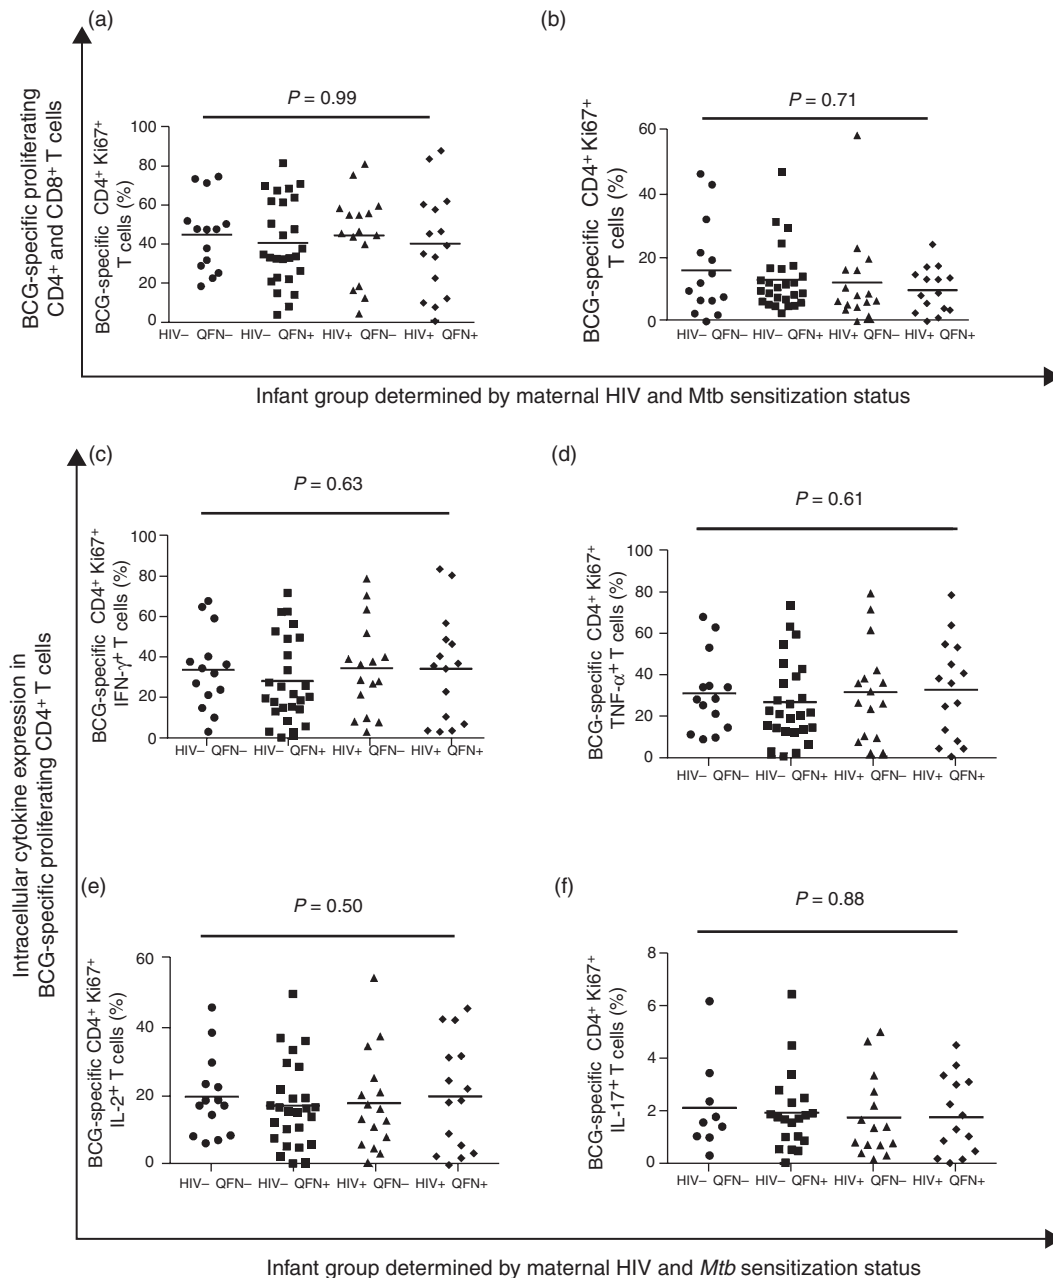 (a)
(b)
BCG-specific proliferating
CD4+ and CD8+ T cells
BCG-specific CD4+ Ki67+
T cells (%)
P = 0.99
100
80
60
40
20
0
HIV– QFN– HIV– QFN+ HIV+ QFN– HIV+ QFN+
BCG-specific CD4+ Ki67+
T cells (%)
P = 0.71
60
40
20
0
HIV– QFN– HIV– QFN+ HIV+ QFN– HIV+ QFN+
Infant group determined by maternal HIV and Mtb sensitization status
Intracellular cytokine expression in
BCG-specific proliferating CD4+ T cells
(c)
P = 0.63
BCG-specific CD4+ Ki67+
IFN-γ+ T cells (%)
100
80
60
40
20
0
HIV– QFN– HIV– QFN+ HIV+ QFN– HIV+ QFN+
(d)
P = 0.61
BCG-specific CD4+ Ki67+
TNF-α+ T cells (%)
100
80
60
40
20
0
HIV– QFN– HIV– QFN+ HIV+ QFN– HIV+ QFN+
(e)
P = 0.50
BCG-specific CD4+ Ki67+
IL-2+ T cells (%)
60
40
20
0
HIV– QFN– HIV– QFN+ HIV+ QFN– HIV+ QFN+
(f)
P = 0.88
BCG-specific CD4+ Ki67+
IL-17+ T cells (%)
8
6
4
2
0
HIV– QFN– HIV– QFN+ HIV+ QFN– HIV+ QFN+
Infant group determined by maternal HIV and Mtb sensitization status